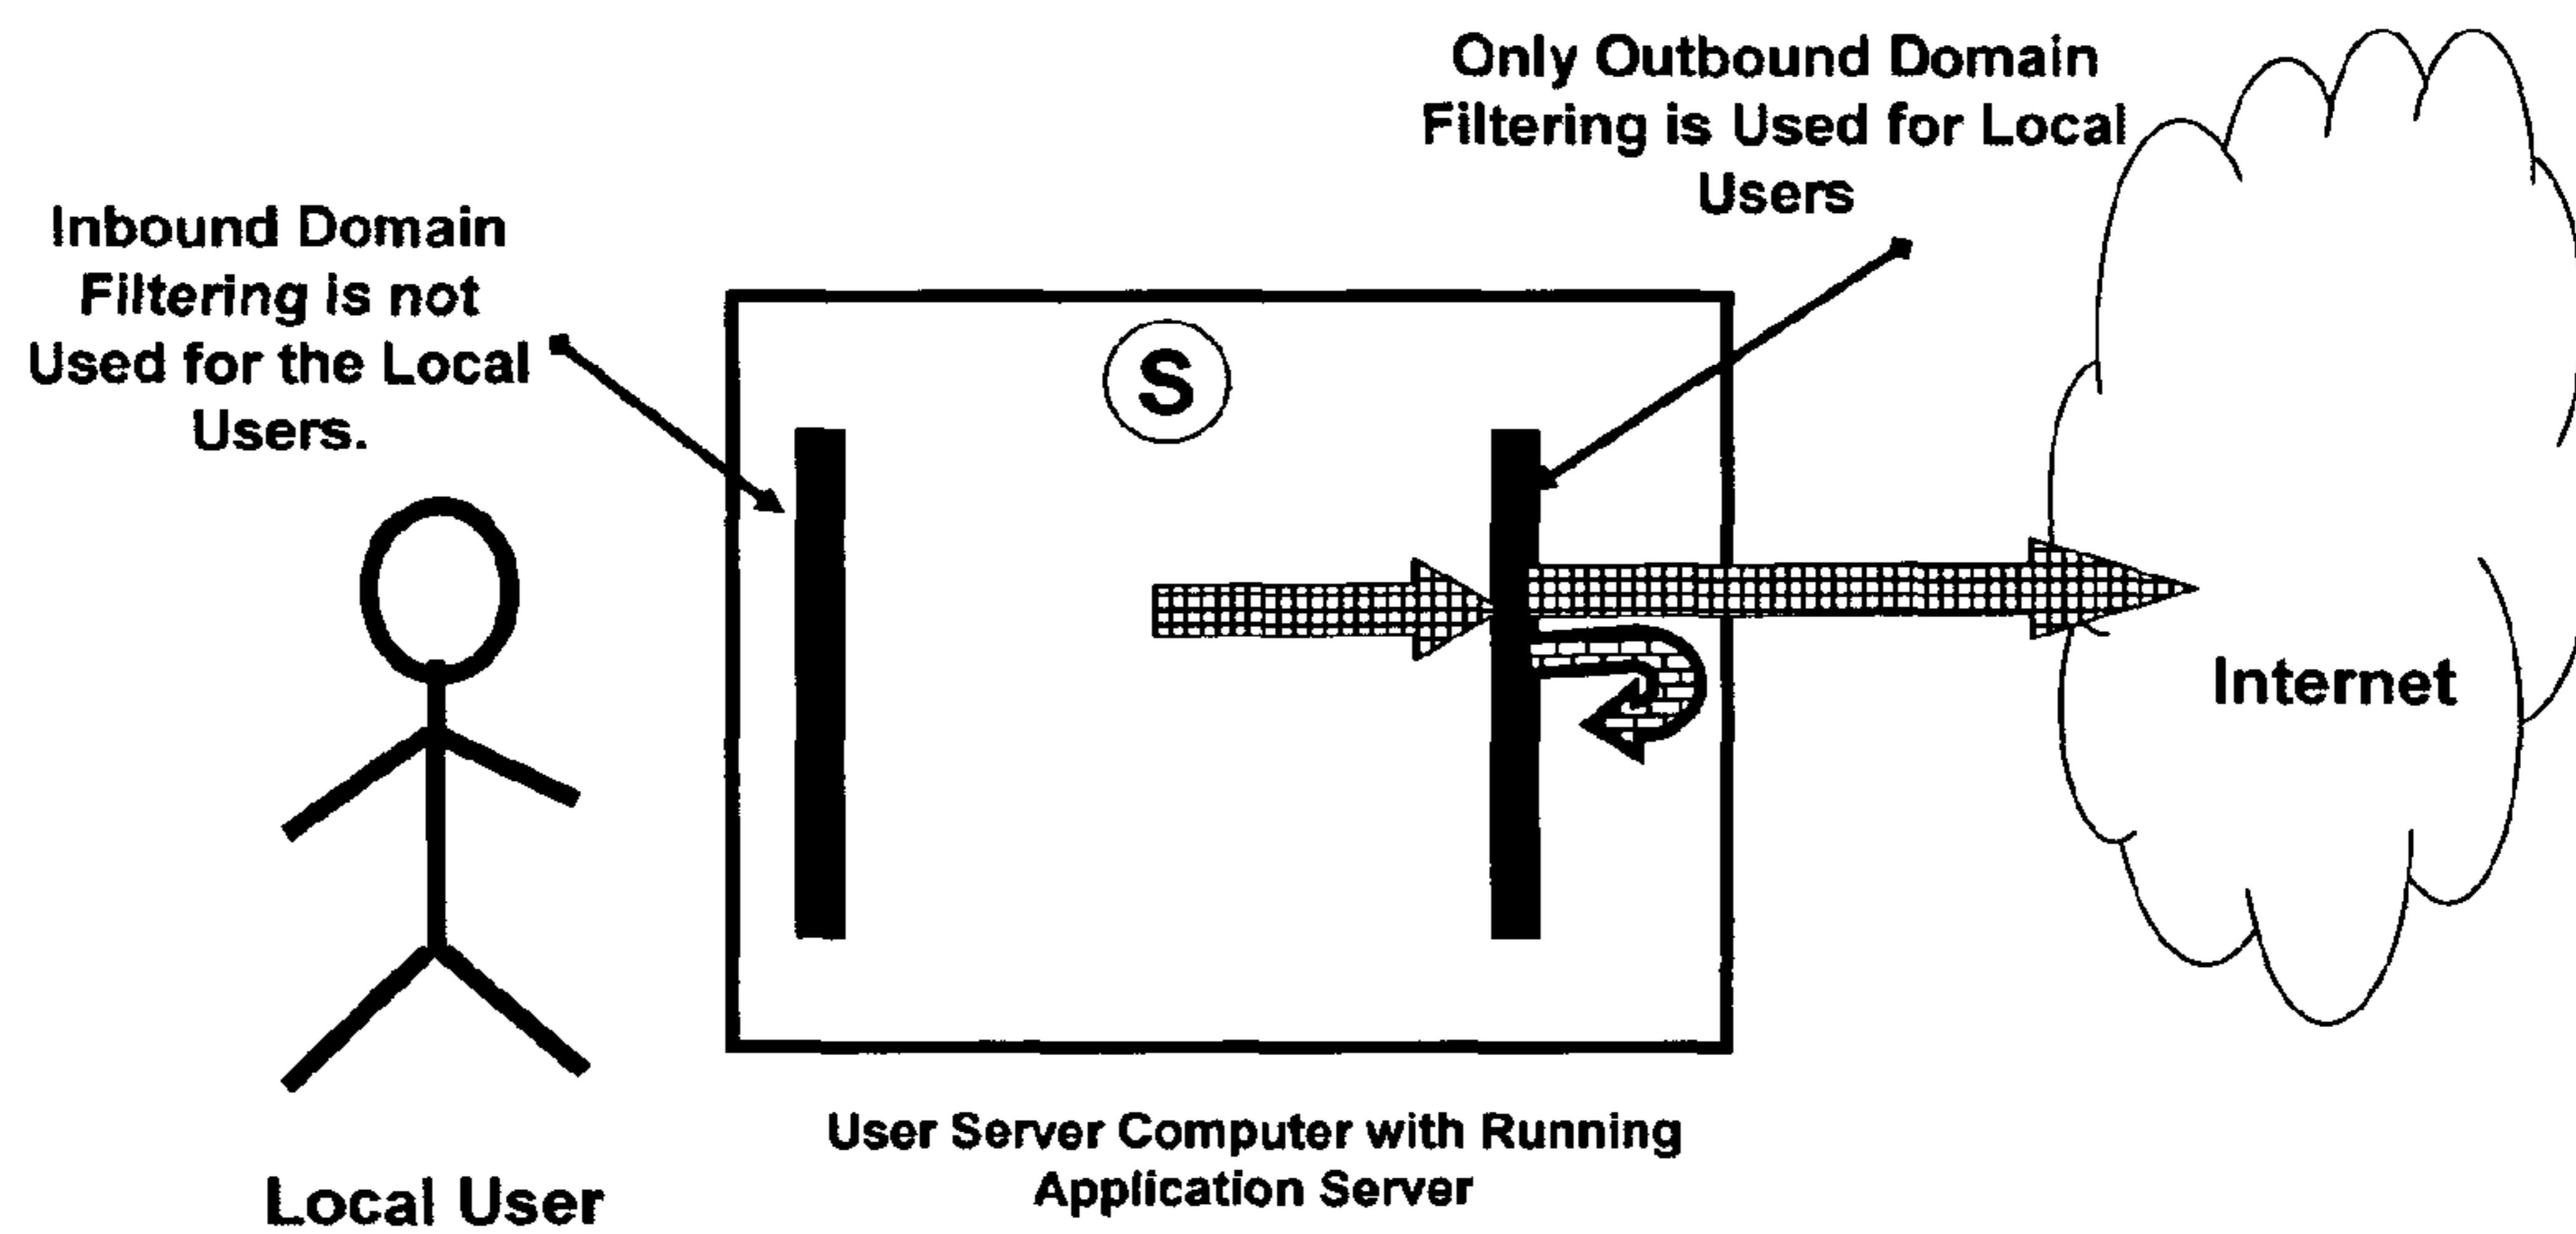 Only Outbound Domain
Filtering is Used for Local
Users
Inbound Domain
Filtering is not
Used for the Local
Users.
S
Internet
User Server Computer with Running
Application Server
Local User